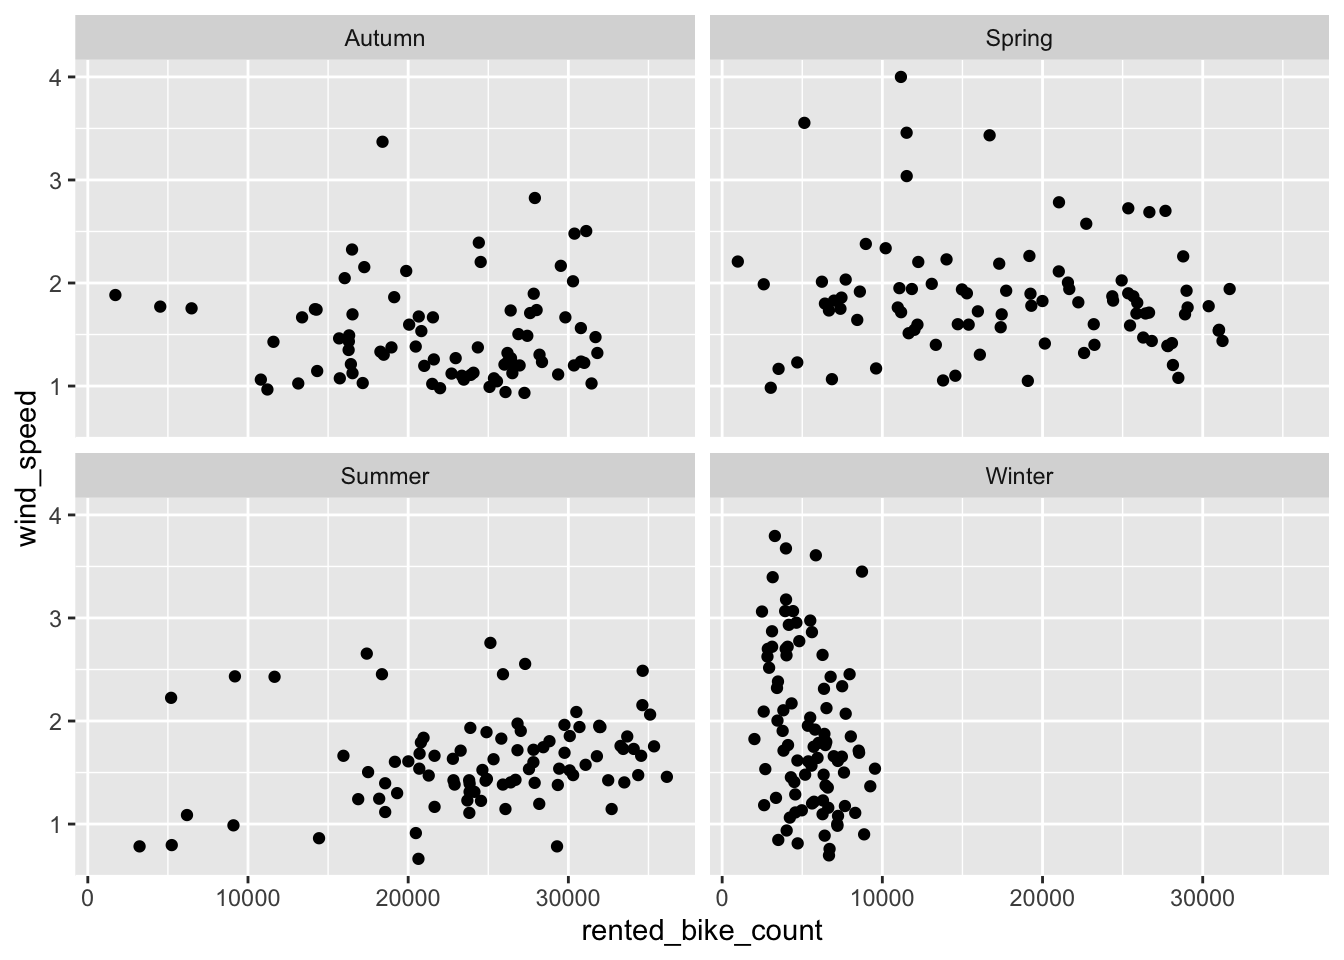 Autumn
Spring
4
3
2
1
Summer
Winter
4
3
2
1
0 10000 20000 30000
0 10000 20000 30000
rented_bike_count
wind_speed